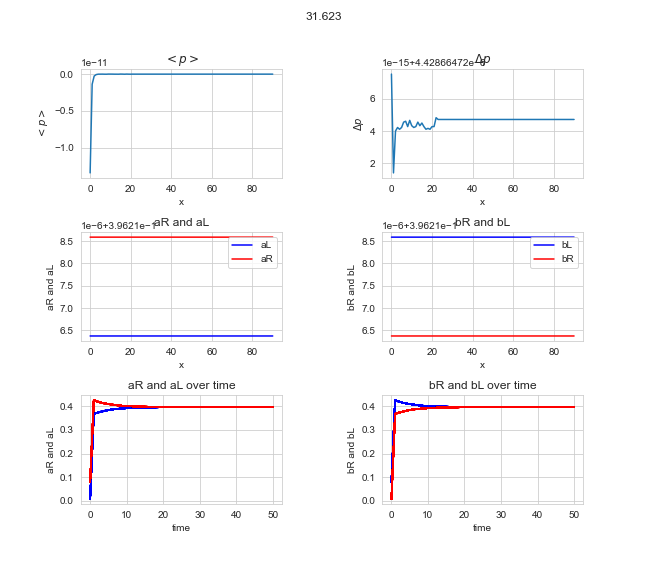 31.623
<p>
1e−11
0.0
−0.5
−1.0
<p>
0 20 40 60 80
x
Δp
1e−15+4.42866472e−6
6
4
2
Δp
0 20 40 60 80
x
aR and aL
1e−6+3.9621e−1
8.5
8.0
7.5
7.0
6.5
aR and aL
aL
aR
0 20 40 60 80
x
bR and bL
1e−6+3.9621e−1
8.5
8.0
7.5
7.0
6.5
bR and bL
bL
bR
0 20 40 60 80
x
aR and aL over time
0.4
0.3
0.2
0.1
0.0
aR and aL
0 10 20 30 40 50
time
bR and bL over time
0.4
0.3
0.2
0.1
0.0
bR and bL
0 10 20 30 40 50
time